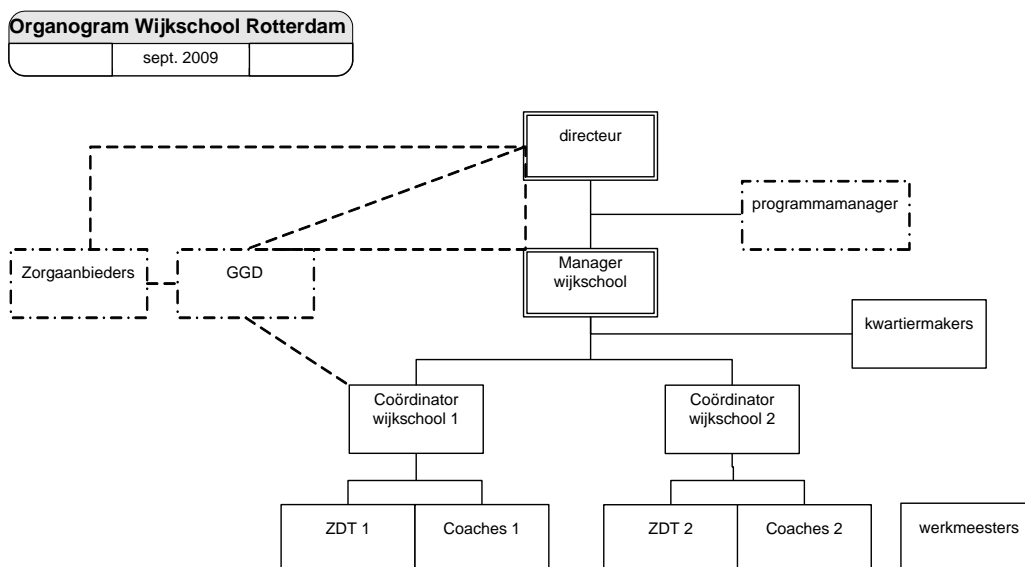 Organogram Wijkschool Rotterdam
sept. 2009
directeur
programmamanager
Zorgaanbieders
GGD
Manager
wijkschool
kwartiermakers
Coördinator
wijkschool 1
Coördinator
wijkschool 2
ZDT 1
Coaches 1
ZDT 2
Coaches 2
werkmeesters